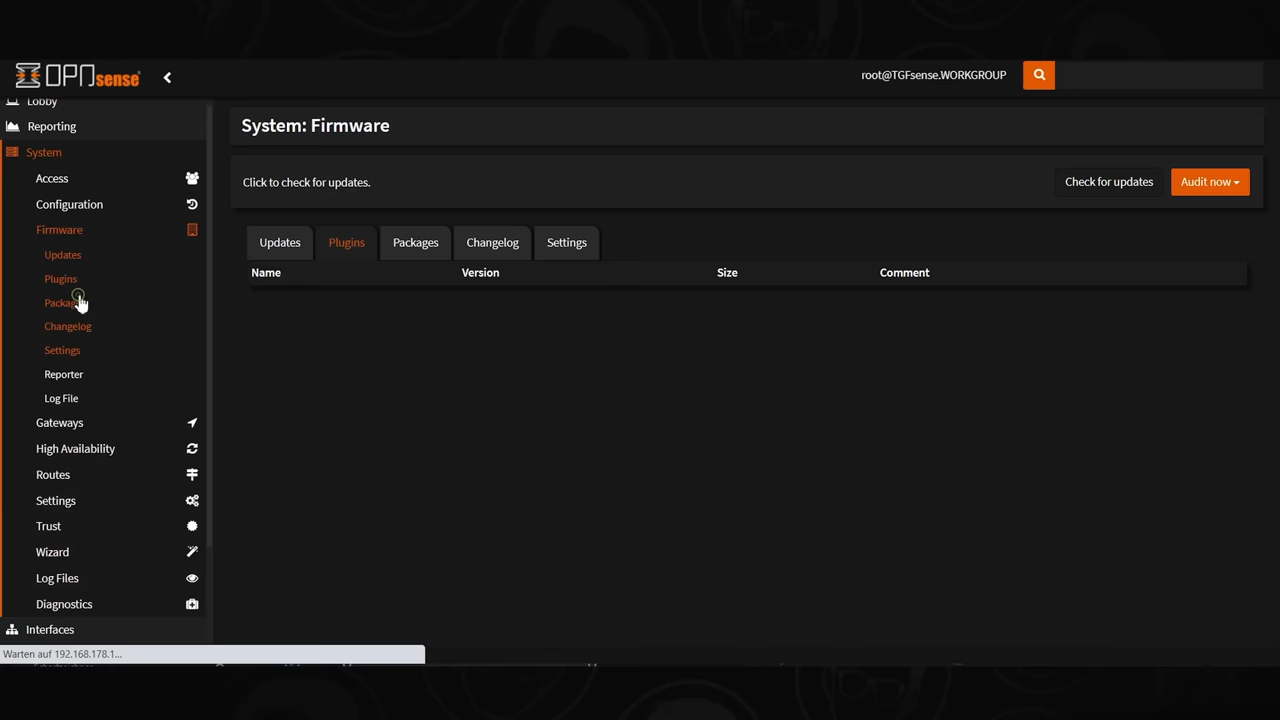 OPNsense
root@TGFsense.WORKGROUP
Lobby
Reporting
System
Access
Configuration
Firmware
Updates
Plugins
Changelog
Settings
Reporter
Log File
Gateways
High Availability
Routes
Settings
Trust
Wizard
Log Files
Diagnostics
Interfaces
System: Firmware
Click to check for updates.
Check for updates
Audit now
Updates Plugins Packages Changelog Settings
Name Version Size Comment
Warten auf 192.168.178.1...